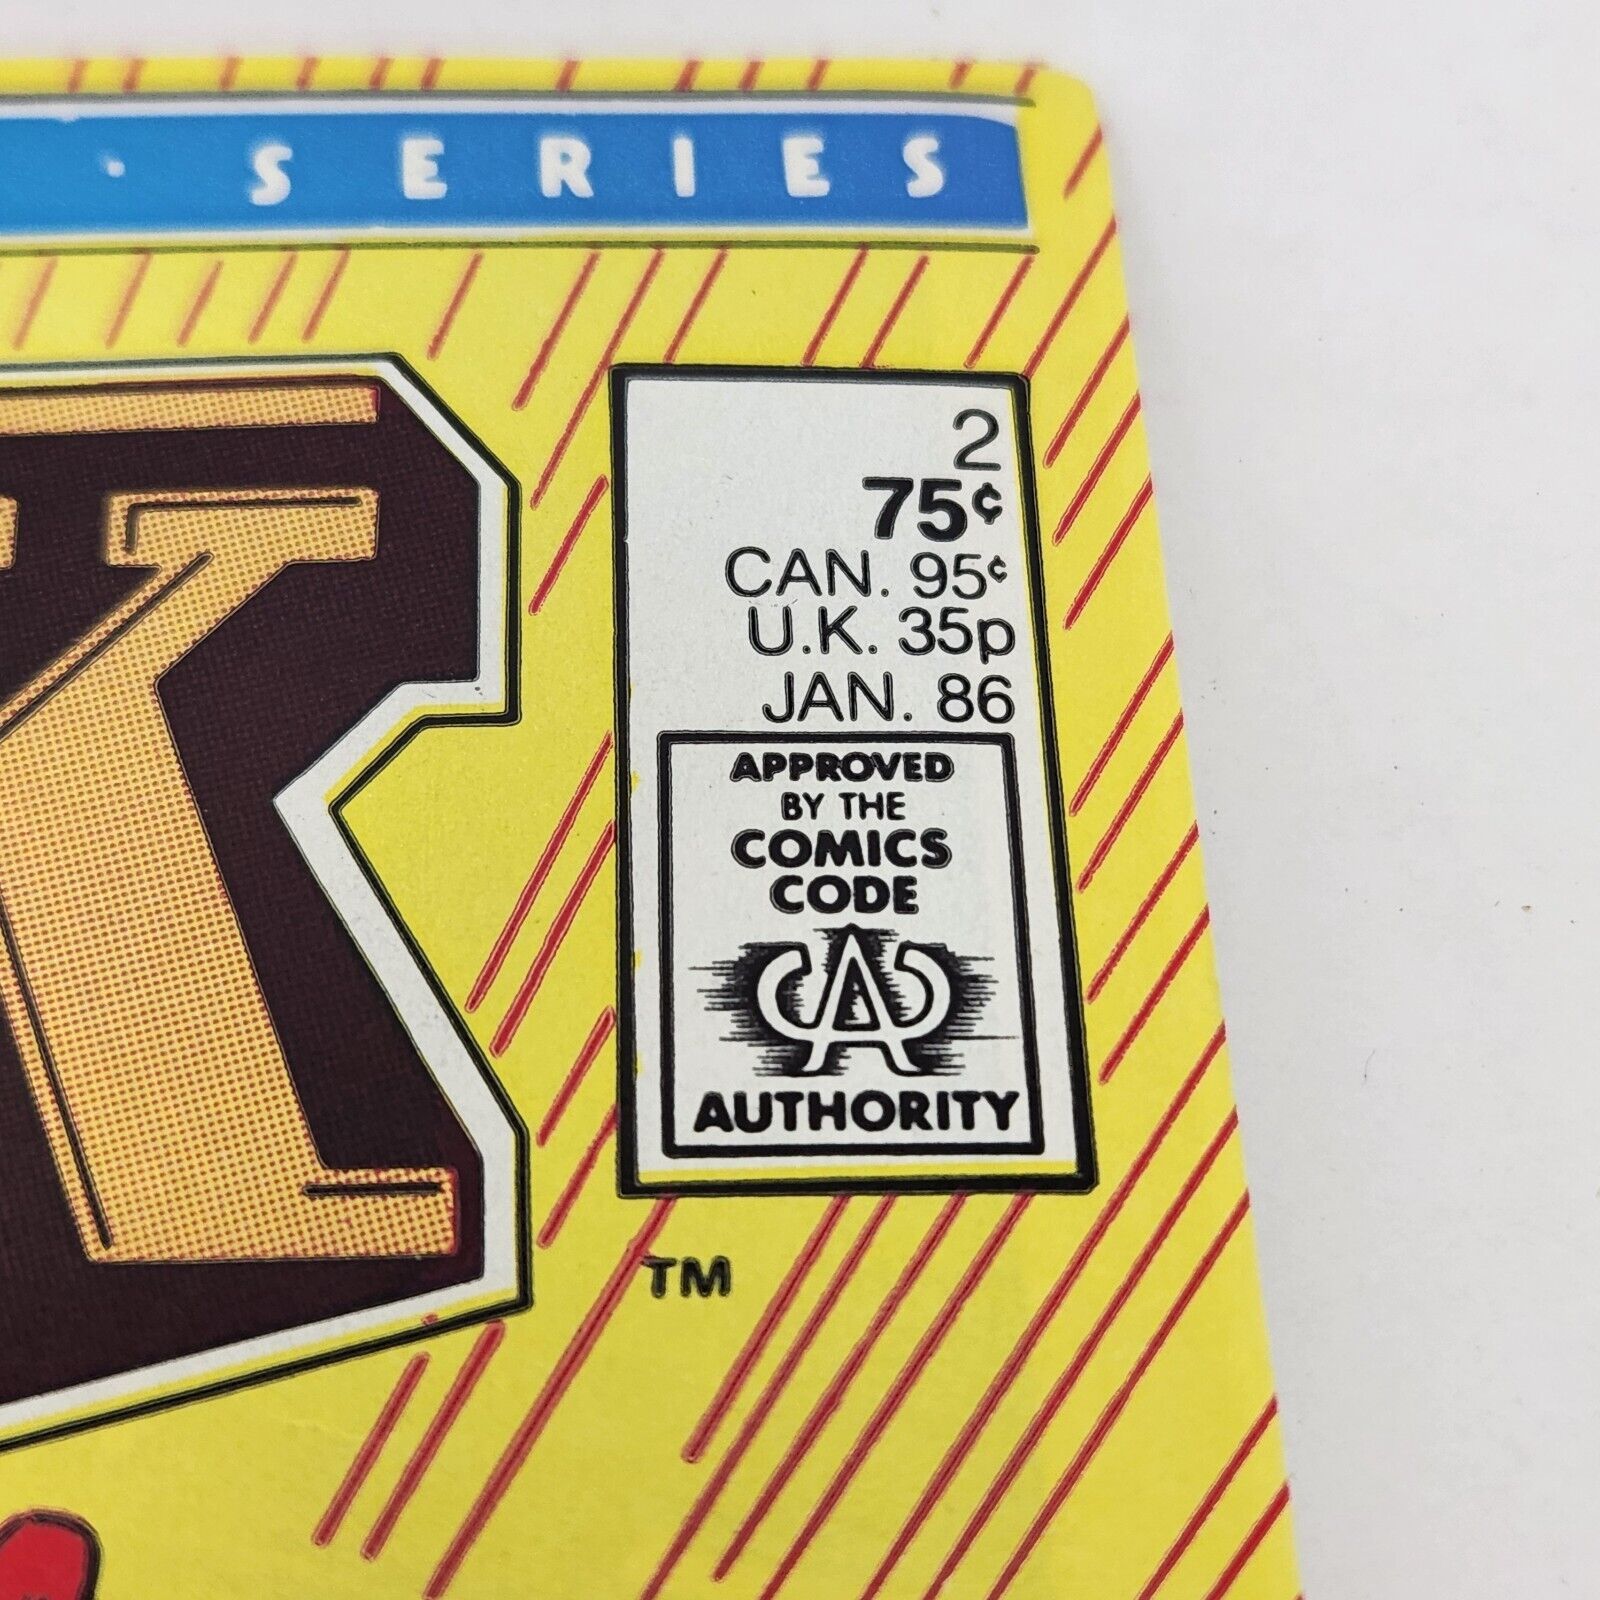 · SERIES
K
2
75¢
CAN. 95¢
U.K. 35p
JAN. 86
APPROVED
BY THE
COMICS
CODE
CA
AUTHORITY
TM